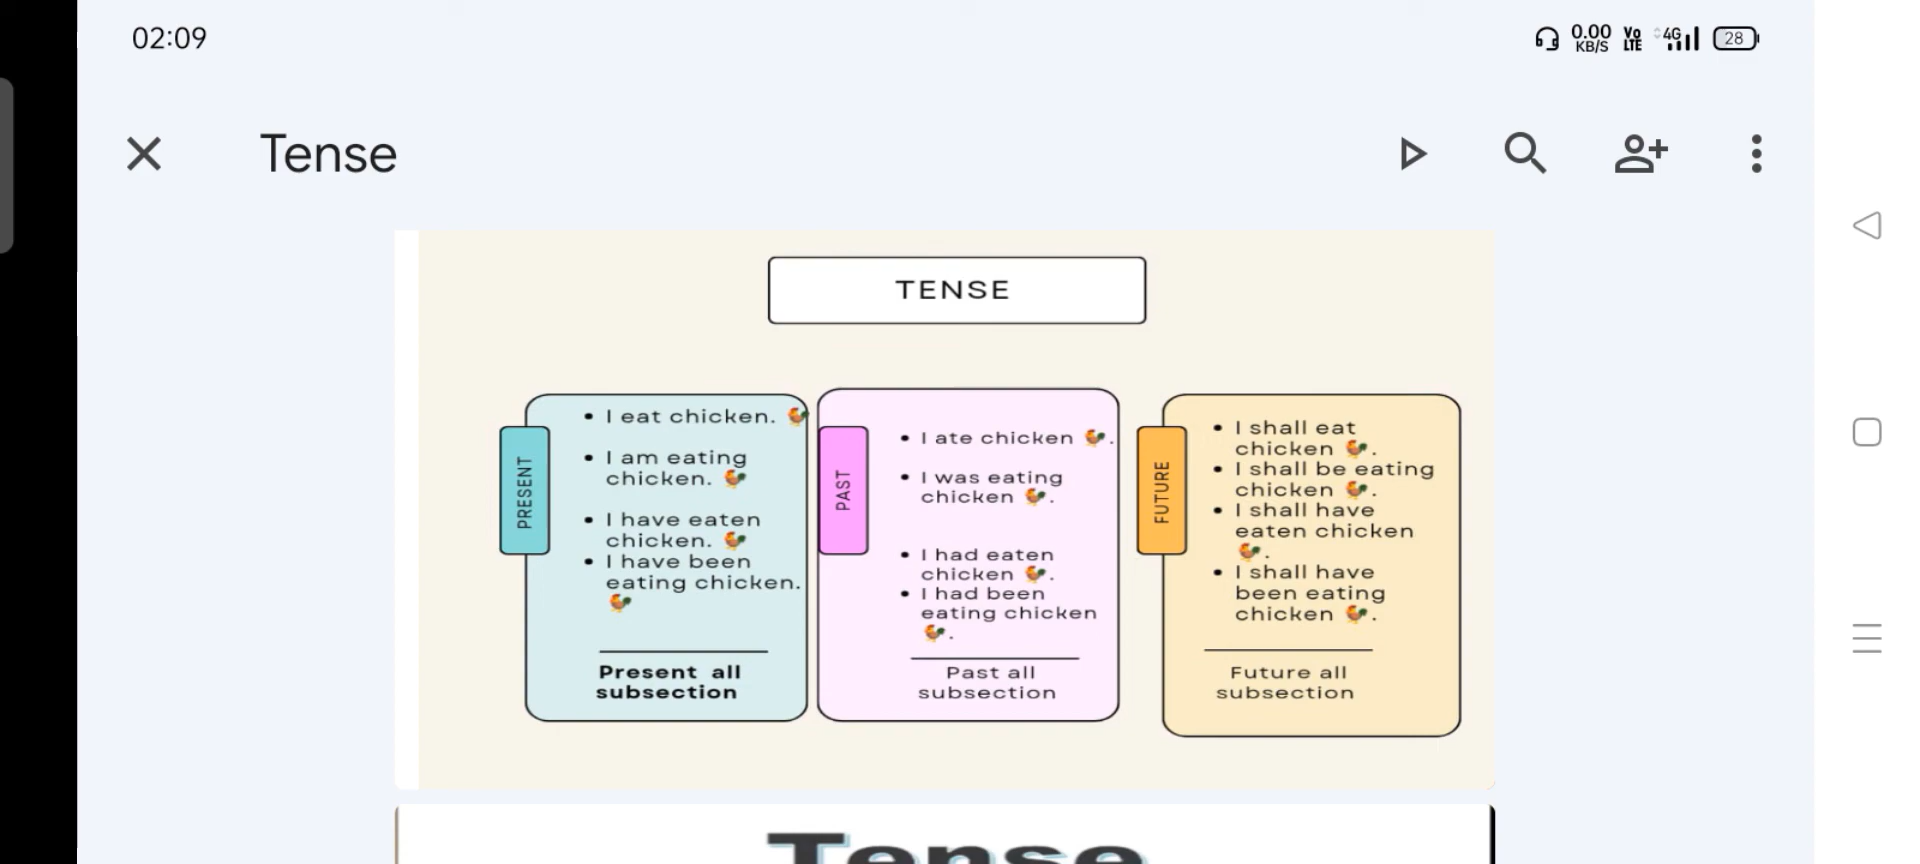 02:09
0.00
KB/S
Vo
LTE
4G
28
Tense
TENSE
PRESENT
• I eat chicken. 🐓
• I am eating
chicken. 🐓
• I have eaten
chicken. 🐓
• I have been
eating chicken.
🐓
Present all
subsection
PAST
• I ate chicken 🐓.
• I was eating
chicken 🐓.
• I had eaten
chicken 🐓.
• I had been
eating chicken
🐓.
Past all
subsection
FUTURE
• I shall eat
chicken 🐓.
• I shall be eating
chicken 🐓.
• I shall have
eaten chicken
🐓.
• I shall have
been eating
chicken 🐓.
Future all
subsection
Tense